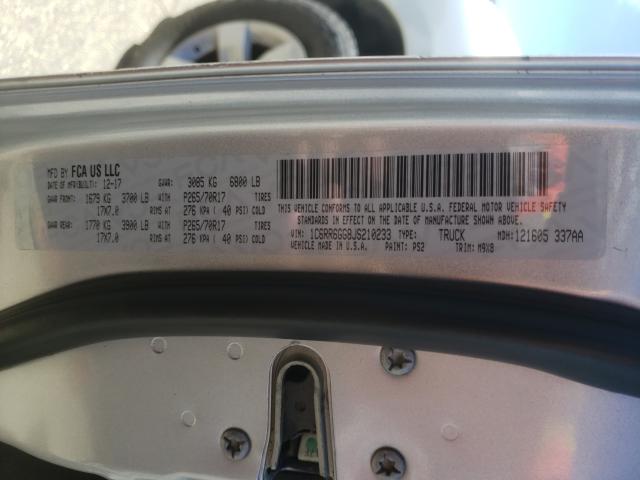 MFD BY FCA US LLC
DATE OF MFR(BUILT): 12-17 GVWR: 3085 KG 6800 LB
GAWR FRONT: 1679 KG 3700 LB WITH P265/70R17 TIRES
17X7.0 RIMS AT 276 KPA ( 40 PSI) COLD
GAWR REAR: 1770 KG 3900 LB WITH P265/70R17 TIRES
17X7.0 RIMS AT 276 KPA ( 40 PSI) COLD
THIS VEHICLE CONFORMS TO ALL APPLICABLE U.S.A. FEDERAL MOTOR VEHICLE SAFETY
STANDARDS IN EFFECT ON THE DATE OF MANUFACTURE SHOWN ABOVE.
VIN: 1C6RR6GG8JS210233 TYPE: TRUCK MDH: 121605 337AA
VEHICLE MADE IN U.S.A. PAINT: PS2 TRIM: M9X8